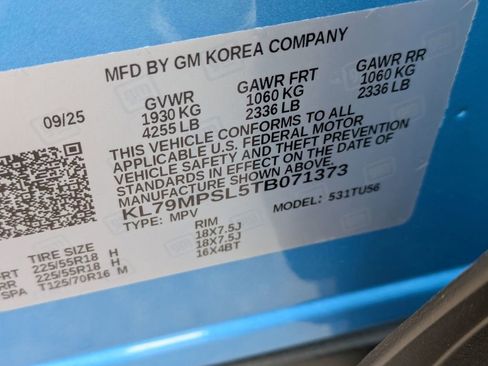 MFD BY GM KOREA COMPANY
09/25 GVWR GAWR FRT GAWR RR
1930 KG 1060 KG 1060 KG
4255 LB 2336 LB 2336 LB
THIS VEHICLE CONFORMS TO ALL
APPLICABLE U.S. FEDERAL MOTOR
VEHICLE SAFETY AND THEFT PREVENTION
STANDARDS IN EFFECT ON THE DATE OF
MANUFACTURE SHOWN ABOVE.
KL79MPSL5TB071373
TYPE: MPV MODEL: 531TU56
TIRE SIZE RIM
FRT 225/55R18 H 18X7.5J
RR 225/55R18 H 18X7.5J
SPA T125/70R16 M 16X4BT